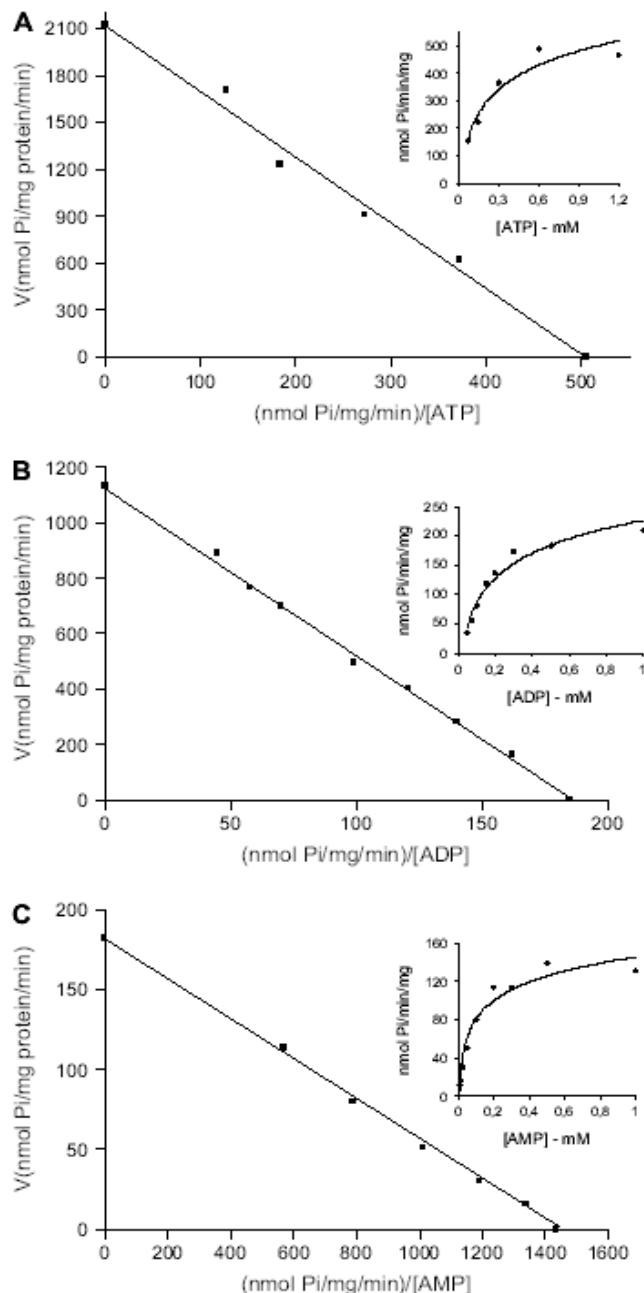 A
V(nmol Pi/mg protein/min)
2100
1800
1500
1200
900
600
300
0
0 100 200 300 400 500
(nmol Pi/mg/min)/[ATP]
nmol Pi/min/mg
500
400
300
200
100
0
0 0,3 0,6 0,9 1,2
[ATP] - mM
B
V(nmol Pi/mg protein/min)
1200
1000
800
600
400
200
0
0 50 100 150 200
(nmol Pi/mg/min)/[ADP]
nmol Pi/min/mg
250
200
150
100
50
0
0 0,2 0,4 0,6 0,8 1
[ADP] - mM
C
V(nmol Pi/mg protein/min)
200
150
100
50
0
0 200 400 600 800 1000 1200 1400 1600
(nmol Pi/mg/min)/[AMP]
nmol Pi/min/mg
160
120
80
40
0
0 0,2 0,4 0,6 0,8 1
[AMP] - mM